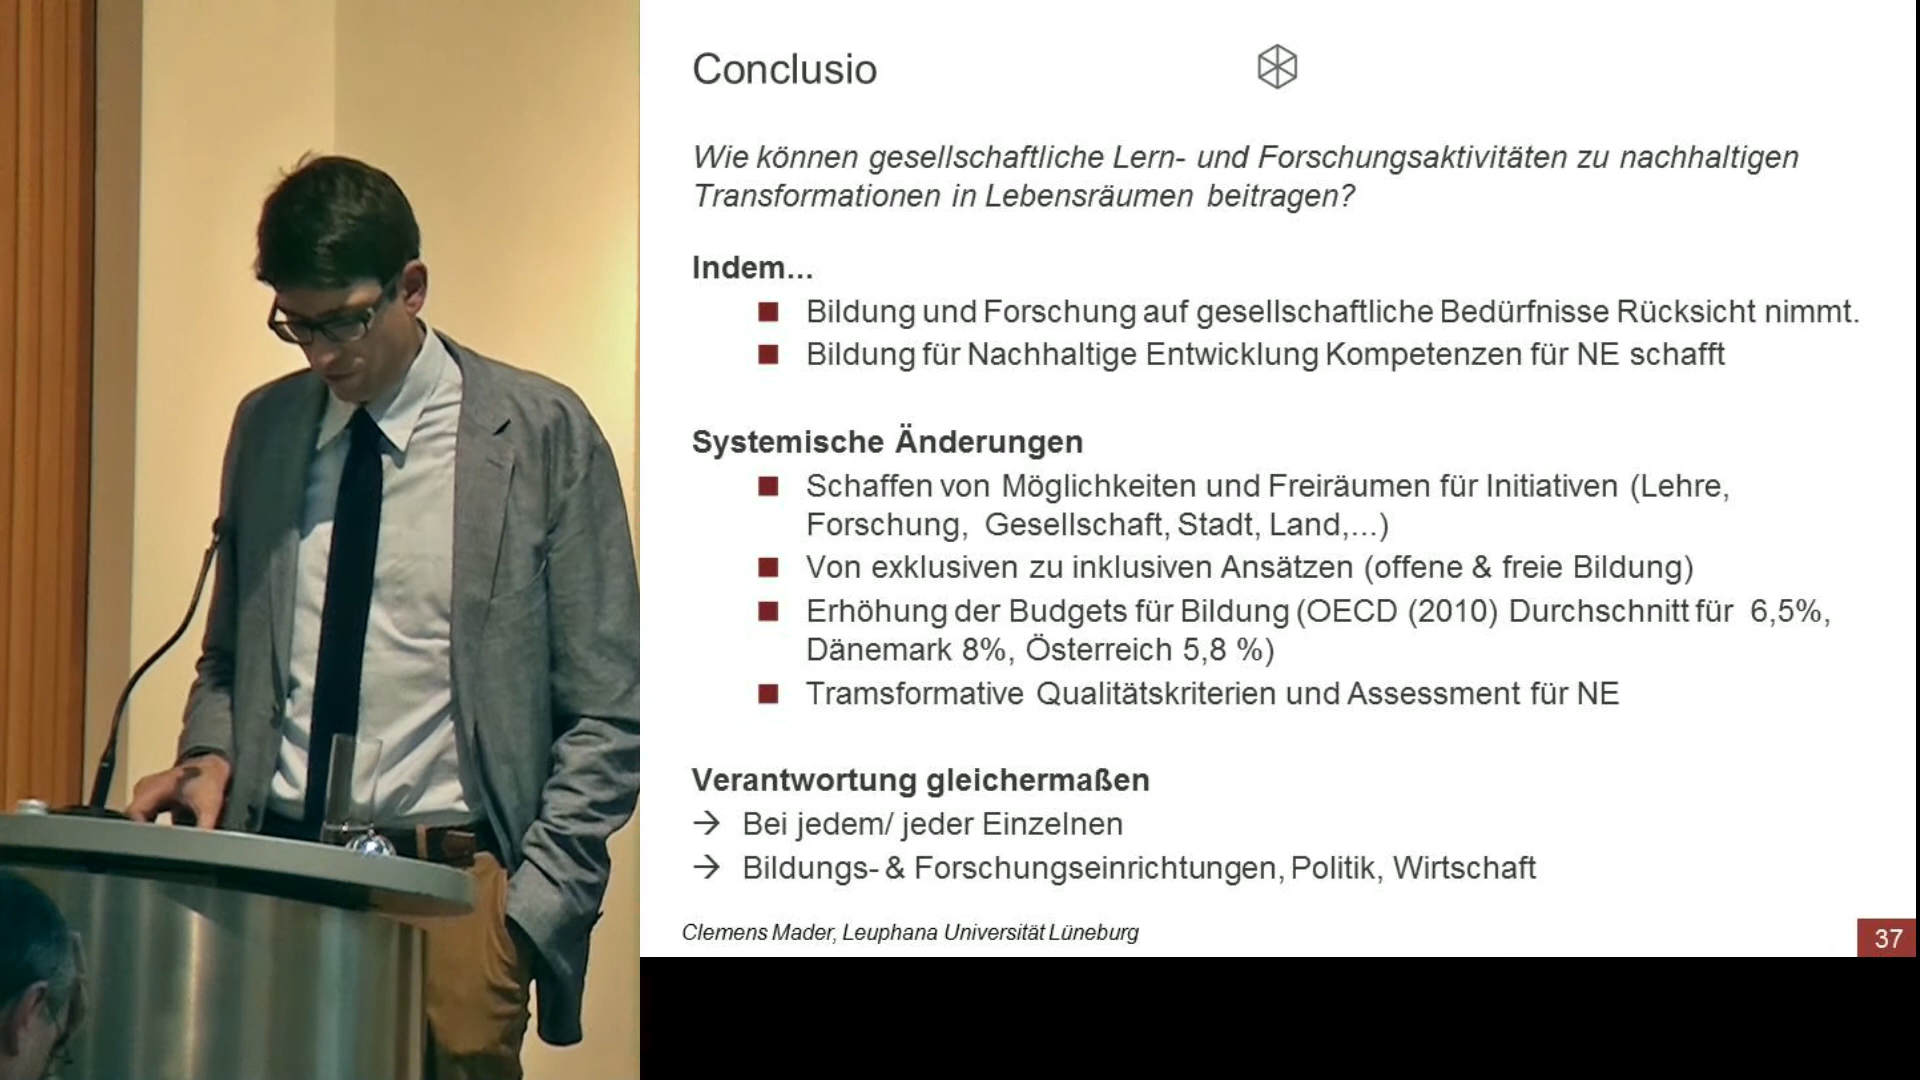 Conclusio
Wie können gesellschaftliche Lern- und Forschungsaktivitäten zu nachhaltigen
Transformationen in Lebensräumen beitragen?
Indem...
Bildung und Forschung auf gesellschaftliche Bedürfnisse Rücksicht nimmt.
Bildung für Nachhaltige Entwicklung Kompetenzen für NE schafft
Systemische Änderungen
Schaffen von Möglichkeiten und Freiräumen für Initiativen (Lehre,
Forschung, Gesellschaft, Stadt, Land,...)
Von exklusiven zu inklusiven Ansätzen (offene & freie Bildung)
Erhöhung der Budgets für Bildung (OECD (2010) Durchschnitt für 6,5%,
Dänemark 8%, Österreich 5,8 %)
Tramsformative Qualitätskriterien und Assessment für NE
Verantwortung gleichermaßen
→ Bei jedem/ jeder Einzelnen
→ Bildungs- & Forschungseinrichtungen, Politik, Wirtschaft
Clemens Mader, Leuphana Universität Lüneburg
37